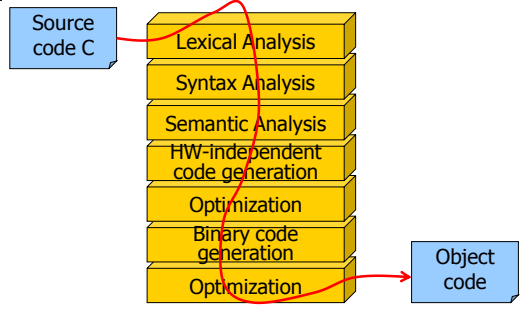 Source
code C
Lexical Analysis
Syntax Analysis
Semantic Analysis
HW-independent
code generation
Optimization
Binary code
generation
Optimization
Object
code